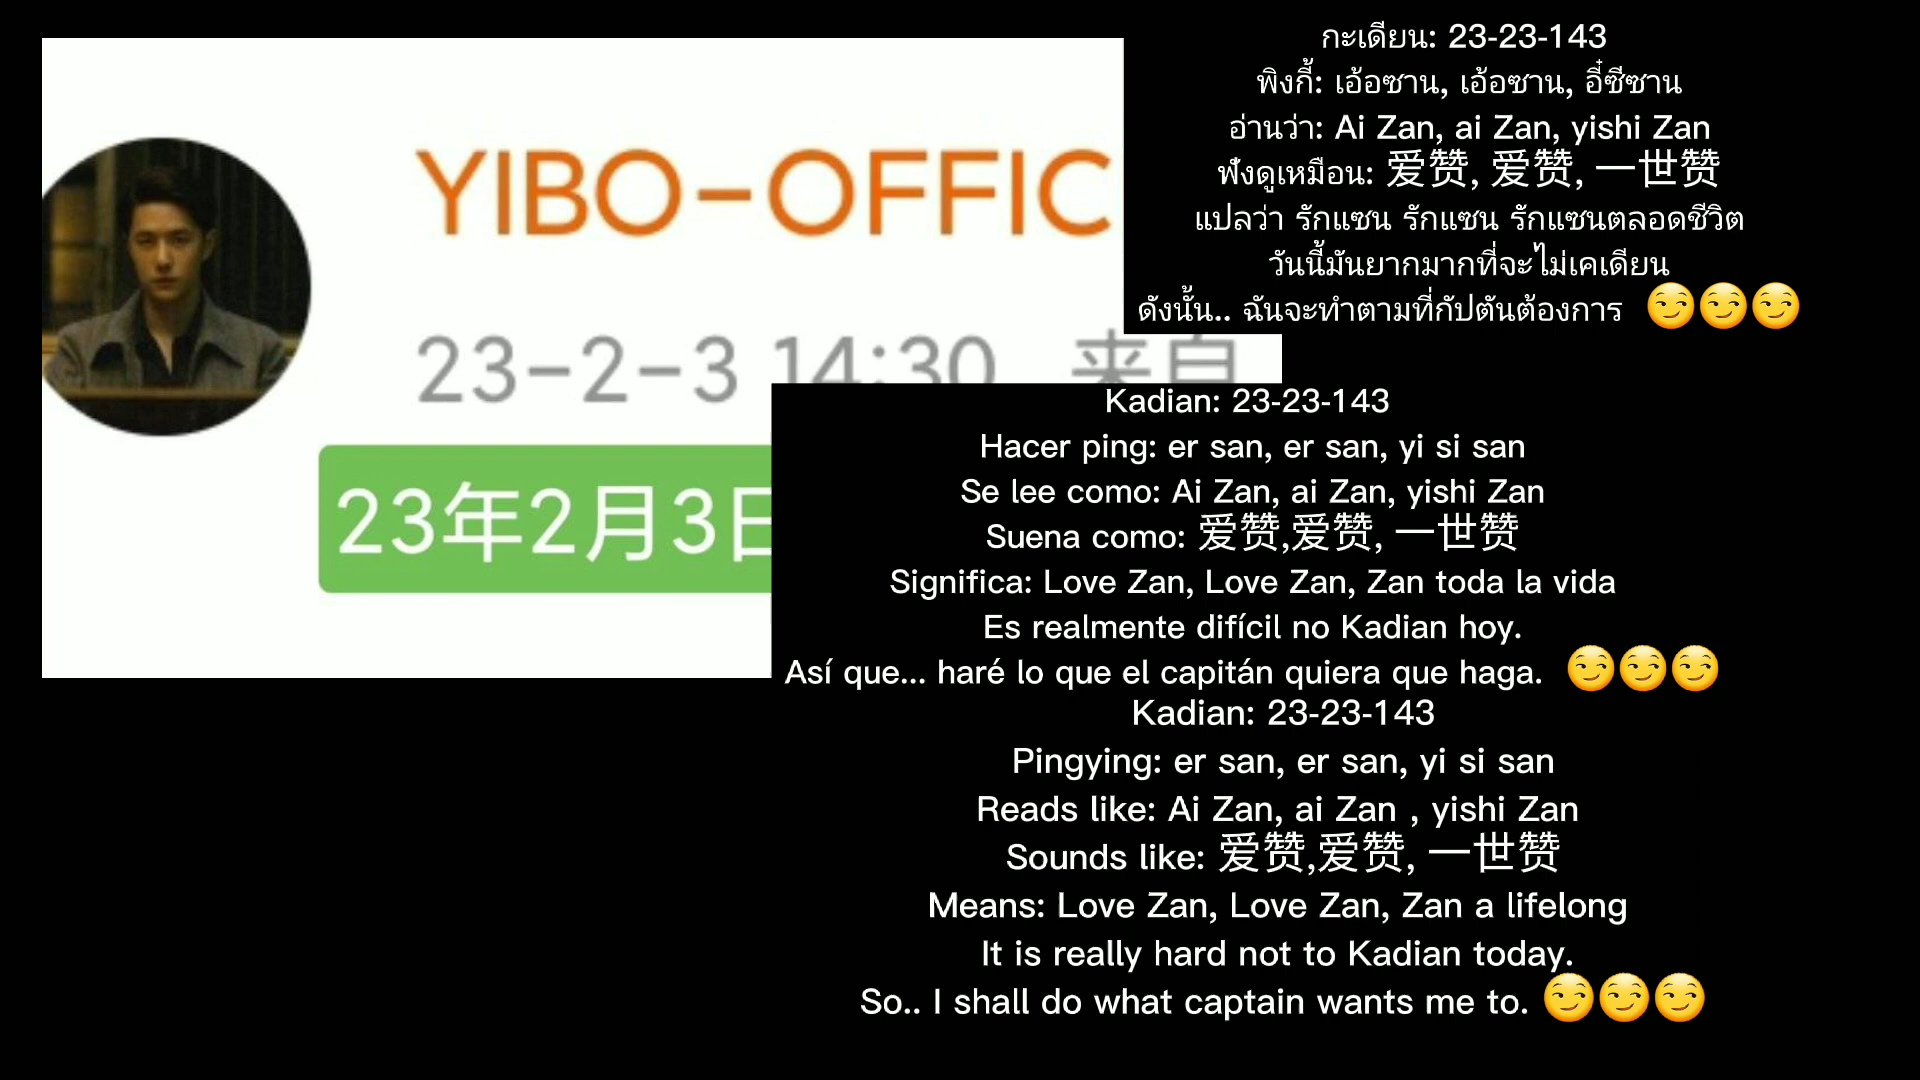 YIBO-OFFIC
23-2-3 14:30 来自
23年2月3日
กะเดียน: 23-23-143
พิงกี้: เอ้อซาน, เอ้อซาน, อี๋ซีซาน
อ่านว่า: Ai Zan, ai Zan, yishi Zan
ฟังดูเหมือน: 爱赞, 爱赞, 一世赞
แปลว่า รักแซน รักแซน รักแซนตลอดชีวิต
วันนี้มันยากมากที่จะไม่เคเดียน
ดังนั้น.. ฉันจะทำตามที่กัปตันต้องการ 😏😏😏
Kadian: 23-23-143
Hacer ping: er san, er san, yi si san
Se lee como: Ai Zan, ai Zan, yishi Zan
Suena como: 爱赞,爱赞, 一世赞
Significa: Love Zan, Love Zan, Zan toda la vida
Es realmente difícil no Kadian hoy.
Así que... haré lo que el capitán quiera que haga. 😏😏😏
Kadian: 23-23-143
Pingying: er san, er san, yi si san
Reads like: Ai Zan, ai Zan , yishi Zan
Sounds like: 爱赞,爱赞, 一世赞
Means: Love Zan, Love Zan, Zan a lifelong
It is really hard not to Kadian today.
So.. I shall do what captain wants me to. 😏😏😏